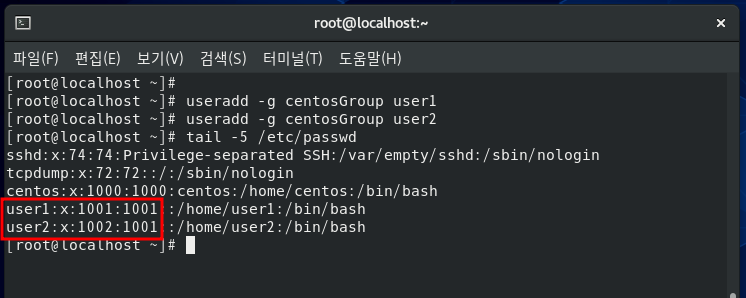 root@localhost:~
파일(F) 편집(E) 보기(V) 검색(S) 터미널(T) 도움말(H)
[root@localhost ~]#
[root@localhost ~]# useradd -g centosGroup user1
[root@localhost ~]# useradd -g centosGroup user2
[root@localhost ~]# tail -5 /etc/passwd
sshd:x:74:74:Privilege-separated SSH:/var/empty/sshd:/sbin/nologin
tcpdump:x:72:72::/:/sbin/nologin
centos:x:1000:1000:centos:/home/centos:/bin/bash
user1:x:1001:1001::/home/user1:/bin/bash
user2:x:1002:1001::/home/user2:/bin/bash
[root@localhost ~]#